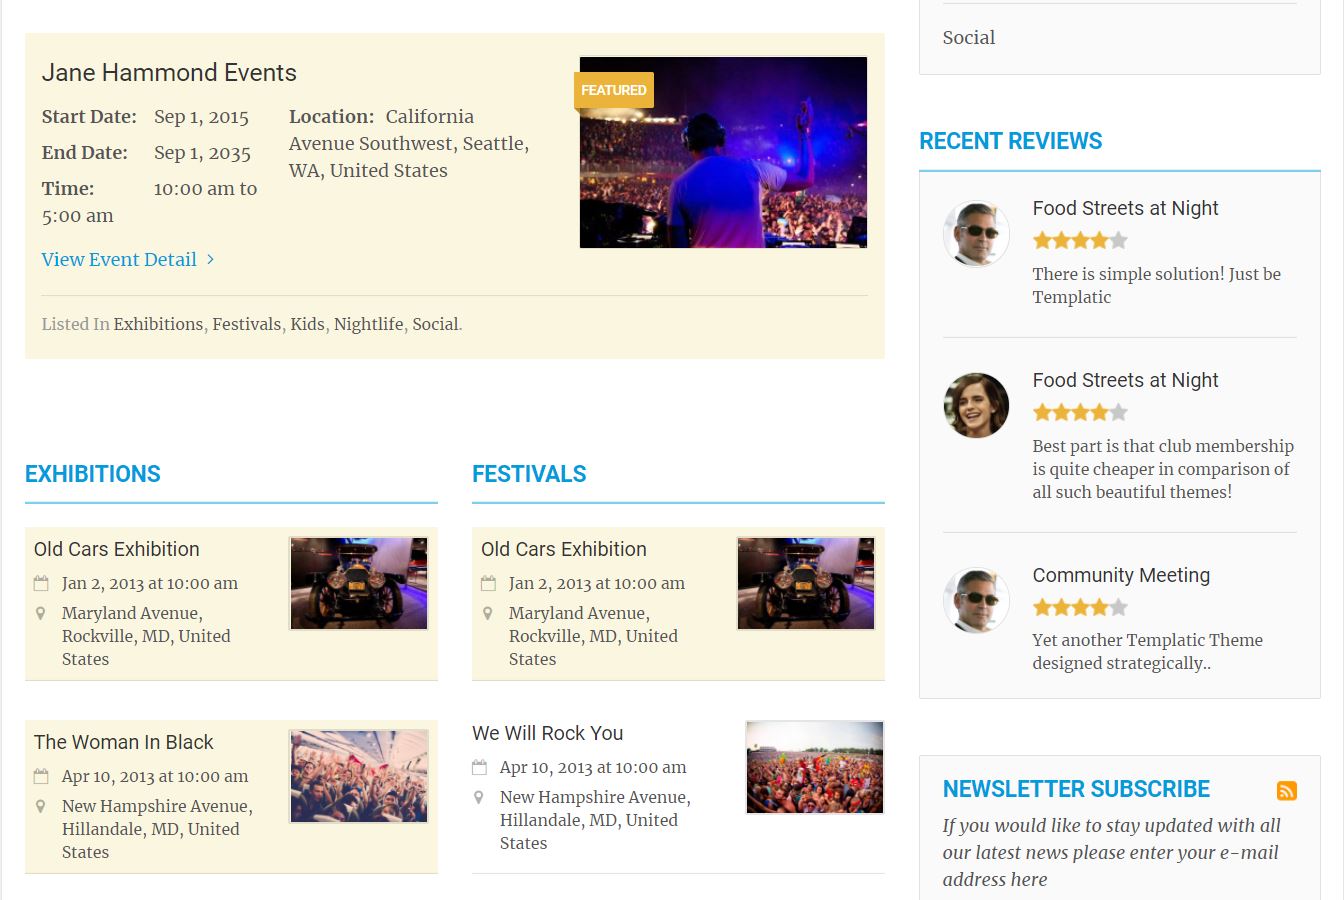 Social
Jane Hammond Events
FEATURED
Start Date: Sep 1, 2015
End Date: Sep 1, 2035
Time: 10:00 am to
5:00 am
Location: California
Avenue Southwest, Seattle,
WA, United States
View Event Detail >
Listed In Exhibitions, Festivals, Kids, Nightlife, Social.
EXHIBITIONS
Old Cars Exhibition
Jan 2, 2013 at 10:00 am
Maryland Avenue,
Rockville, MD, United
States
The Woman In Black
Apr 10, 2013 at 10:00 am
New Hampshire Avenue,
Hillandale, MD, United
States
FESTIVALS
Old Cars Exhibition
Jan 2, 2013 at 10:00 am
Maryland Avenue,
Rockville, MD, United
States
We Will Rock You
Apr 10, 2013 at 10:00 am
New Hampshire Avenue,
Hillandale, MD, United
States
RECENT REVIEWS
Food Streets at Night
There is simple solution! Just be
Templatic
Food Streets at Night
Best part is that club membership
is quite cheaper in comparison of
all such beautiful themes!
Community Meeting
Yet another Templatic Theme
designed strategically..
NEWSLETTER SUBSCRIBE
If you would like to stay updated with all
our latest news please enter your e-mail
address here